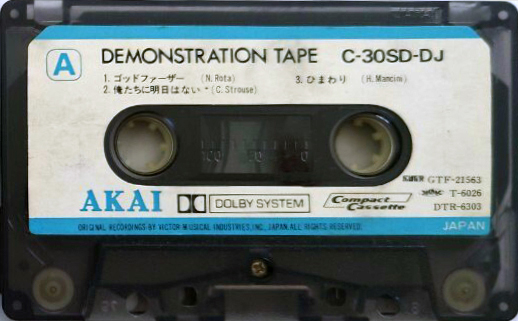 A DEMONSTRATION TAPE C-30SD-DJ
1. ゴッドファーザー (N. Rota) 3. ひまわり (H. Mancini)
2. 俺たちに明日はない (C. Strouse)
100 50 0
GTF-21563
T-6026
DTR-6303
AKAI DOLBY SYSTEM Compact Cassette
JAPAN
ORIGINAL RECORDINGS BY VICTOR MUSICAL INDUSTRIES, INC., JAPAN. ALL RIGHTS RESERVED